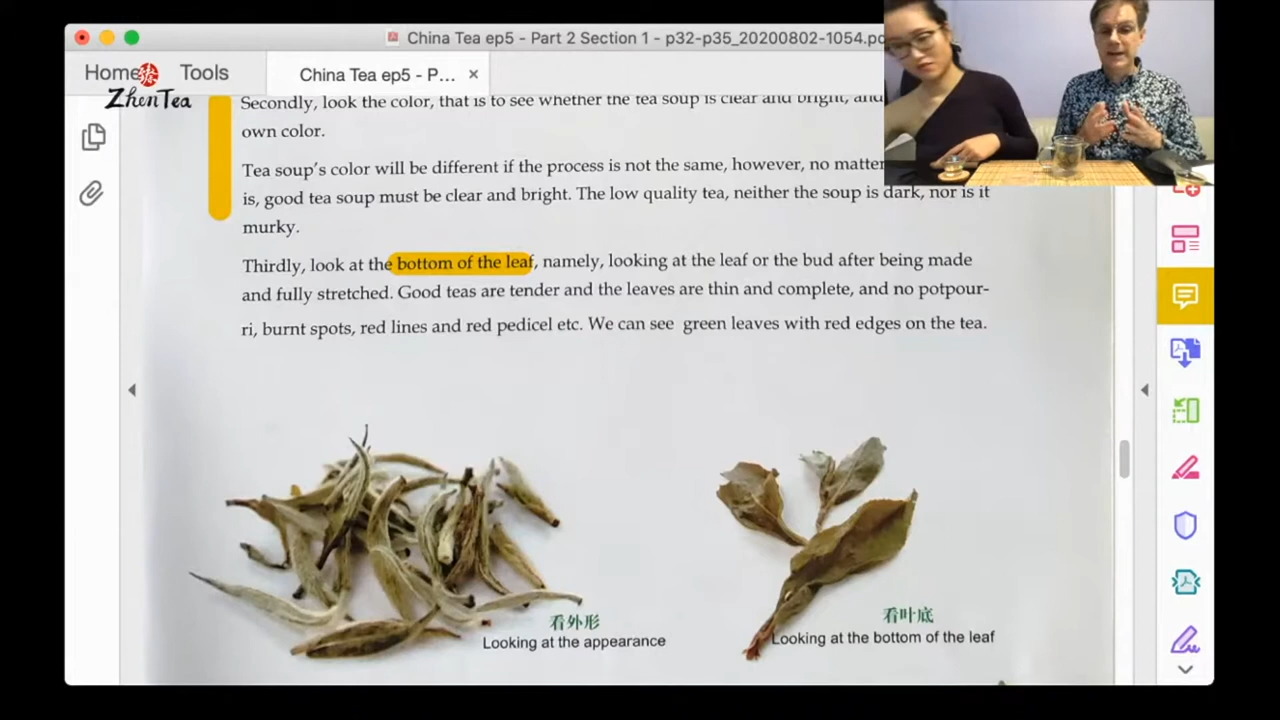 China Tea ep5 - Part 2 Section 1 - p32-p35_20200802-1054.pd
Home Tools China Tea ep5 - P... ×
臻
ZhenTea
Secondly, look the color, that is to see whether the tea soup is clear and bright, and
own color.
Tea soup's color will be different if the process is not the same, however, no matter
is, good tea soup must be clear and bright. The low quality tea, neither the soup is dark, nor is it
murky.
Thirdly, look at the bottom of the leaf, namely, looking at the leaf or the bud after being made
and fully stretched. Good teas are tender and the leaves are thin and complete, and no potpour-
ri, burnt spots, red lines and red pedicel etc. We can see green leaves with red edges on the tea.
看外形
Looking at the appearance
看叶底
Looking at the bottom of the leaf